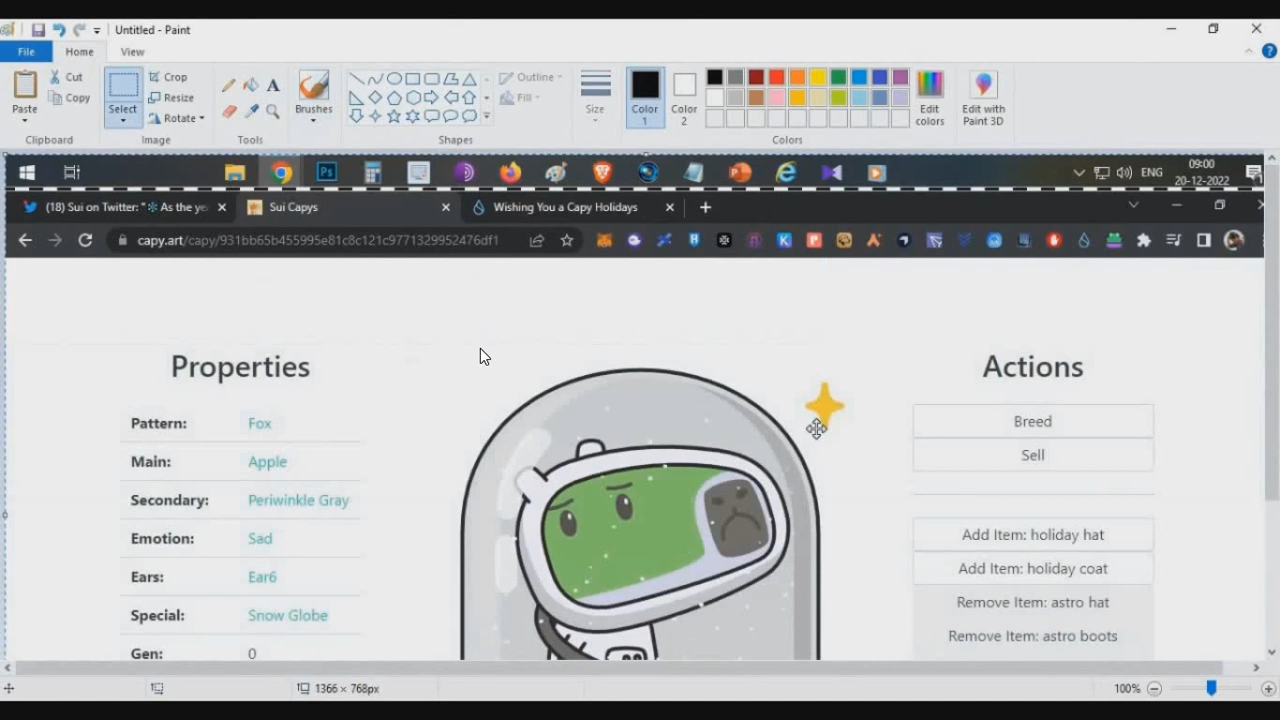 Untitled - Paint
File Home View
Paste
Cut
Copy
Clipboard
Select
Crop
Resize
Rotate
Image
A
Tools
Brushes
Shapes
Outline
Fill
Size
Color 1
Color 2
Colors
Edit colors
Edit with Paint 3D
Ps
ENG
09:00
20-12-2022
(18) Sui on Twitter: "❄As the ye
Sui Capys
Wishing You a Capy Holidays
capy.art/capy/931bb65b455995e81c8c121c9771329952476df1
Properties
Pattern: Fox
Main: Apple
Secondary: Periwinkle Gray
Emotion: Sad
Ears: Ear6
Special: Snow Globe
Gen: 0
Actions
Breed
Sell
Add Item: holiday hat
Add Item: holiday coat
Remove Item: astro hat
Remove Item: astro boots
1366 × 768px
100%